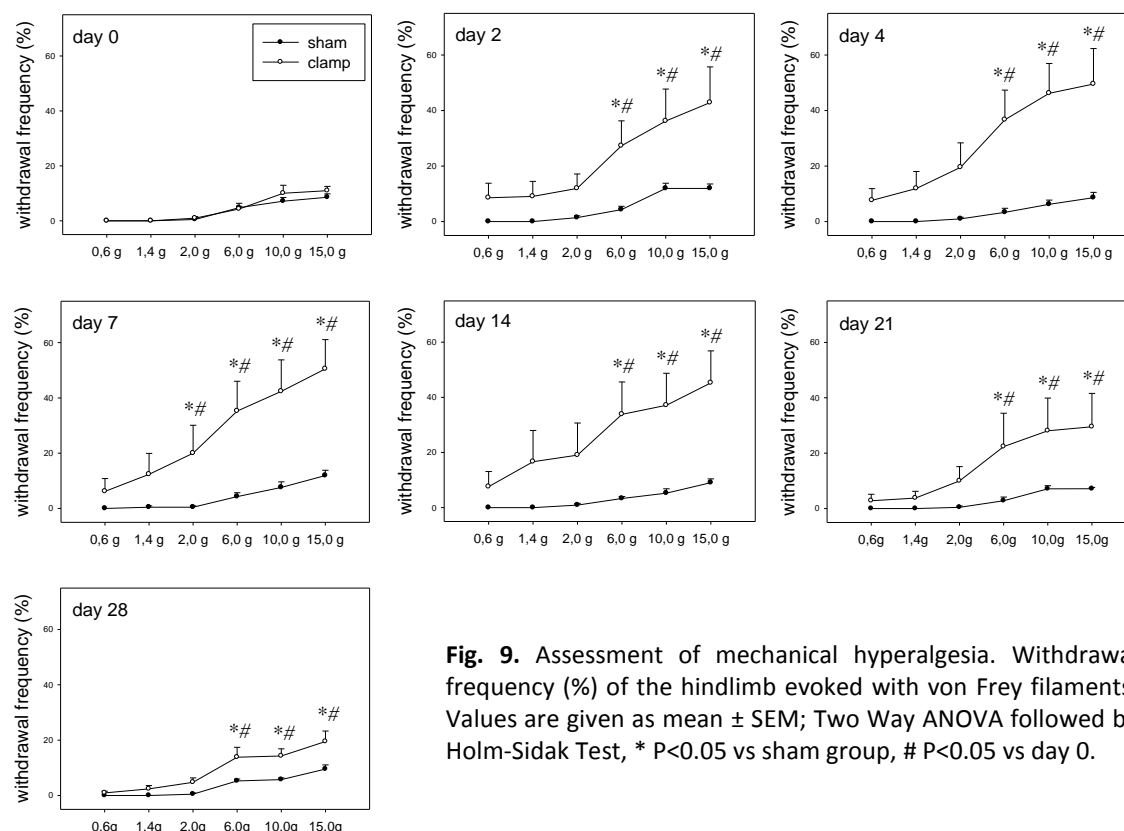 withdrawal frequency (%)
day 0
sham
clamp
60
40
20
0
0,6 g 1,4 g 2,0 g 6,0 g 10,0 g 15,0 g
withdrawal frequency (%)
day 2
60
40
20
0
*# *# *#
0,6 g 1,4 g 2,0 g 6,0 g 10,0 g 15,0 g
withdrawal frequency (%)
day 4
60
40
20
0
*# *# *#
0,6 g 1,4 g 2,0 g 6,0 g 10,0 g 15,0 g
withdrawal frequency (%)
day 7
60
40
20
0
*# *# *# *#
0,6 g 1,4 g 2,0 g 6,0 g 10,0 g 15,0 g
withdrawal frequency (%)
day 14
60
40
20
0
*# *# *#
0,6 g 1,4 g 2,0 g 6,0 g 10,0 g 15,0 g
withdrawal frequency (%)
day 21
60
40
20
0
*# *# *#
0,6g 1,4g 2,0g 6,0g 10,0g 15,0g
withdrawal frequency (%)
day 28
60
40
20
0
*# *# *#
0,6g 1,4g 2,0g 6,0g 10,0g 15,0g
Fig. 9. Assessment of mechanical hyperalgesia. Withdrawa
frequency (%) of the hindlimb evoked with von Frey filaments
Values are given as mean ± SEM; Two Way ANOVA followed b
Holm-Sidak Test, * P<0.05 vs sham group, # P<0.05 vs day 0.